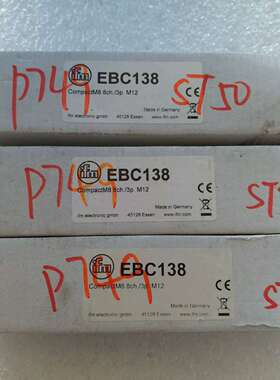 ifm EBC138
CompactM8 8ch./3p. M12
Made in Germany
ifm electronic gmbh 45128 Essen www.ifm.com
CE
P749 ST50
ifm EBC138
CompactM8 8ch./3p. M12
Made in Germany
ifm electronic gmbh 45128 Essen www.ifm.com
CE
P749 ST
ifm EBC138
CompactM8 8ch./3p. M12
Made in Germany
ifm electronic gmbh 45128 Essen www.ifm.com
CE
P749 ST